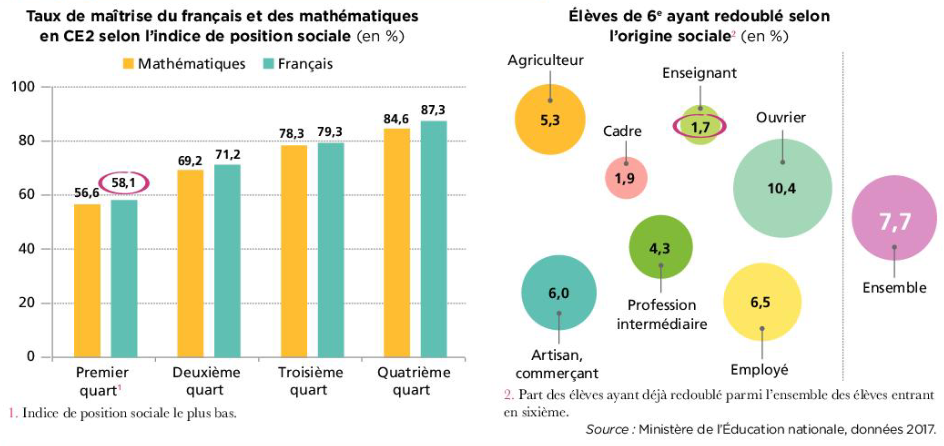 Taux de maîtrise du français et des mathématiques
en CE2 selon l'indice de position sociale (en %)
Mathématiques Français
100
80
60
40
20
0
56,6 58,1
69,2 71,2
78,3 79,3
84,6 87,3
Premier
quart¹
Deuxième
quart
Troisième
quart
Quatrième
quart
1. Indice de position sociale le plus bas.
Élèves de 6ᵉ ayant redoublé selon
l'origine sociale² (en %)
Agriculteur
5,3
Enseignant
1,7
Cadre
1,9
Ouvrier
10,4
Profession
intermédiaire
4,3
Artisan,
commerçant
6,0
Employé
6,5
7,7
Ensemble
2. Part des élèves ayant déjà redoublé parmi l'ensemble des élèves entrant
en sixième.
Source : Ministère de l'Éducation nationale, données 2017.